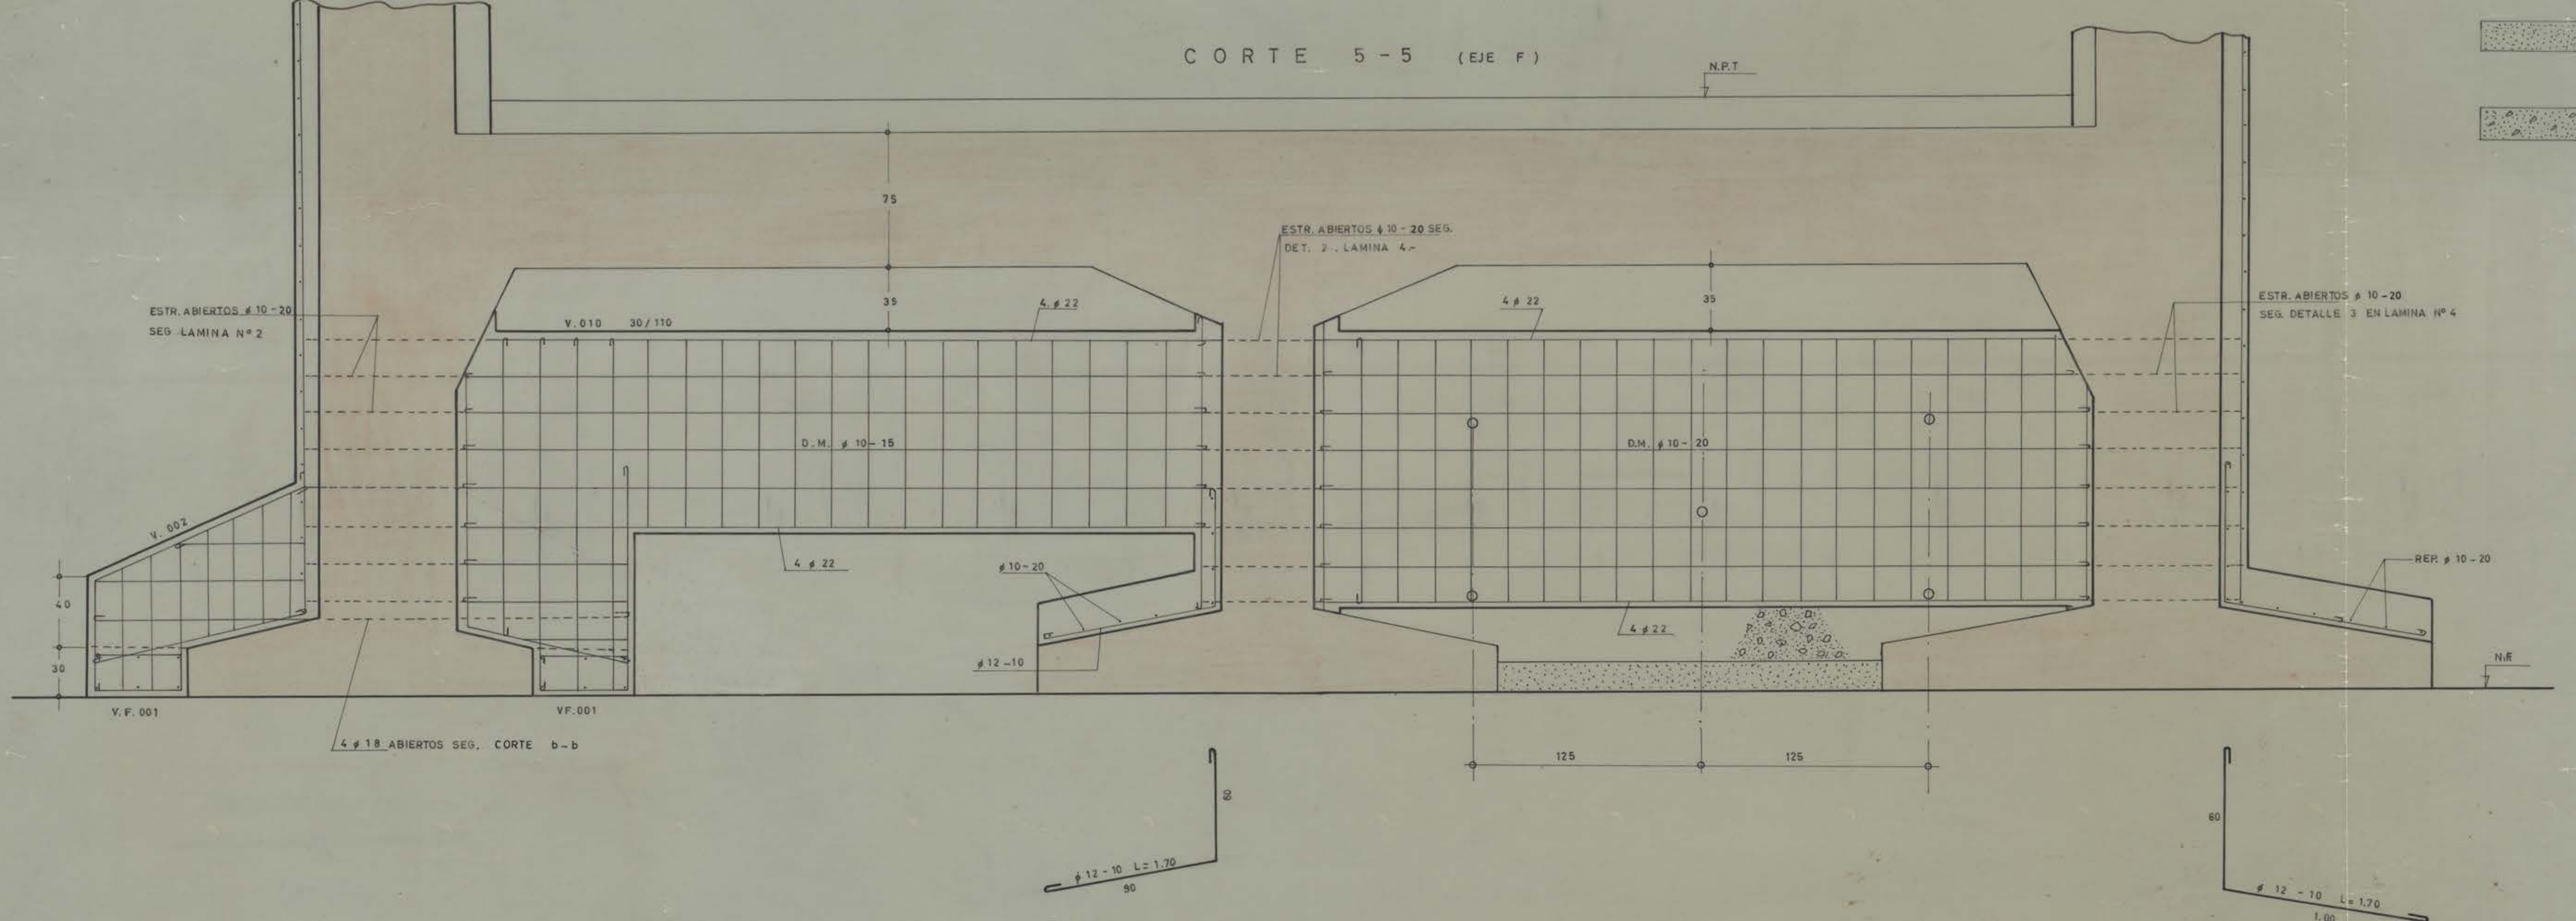 CORTE 5-5 (EJE F)
N.P.T
75
ESTR. ABIERTOS ϕ 10-20 SEG.
DET. 2 . LAMINA 4.-
ESTR. ABIERTOS ϕ 10-20
SEG LAMINA Nº 2
35
4. ϕ 22
4 ϕ 22
35
ESTR. ABIERTOS ϕ 10-20
SEG. DETALLE 3 EN LAMINA Nº 4
V.010 30/110
D.M. ϕ 10-15
D.M. ϕ 10-20
V.002
4 ϕ 22
ϕ 10-20
REP. ϕ 10-20
40
4 ϕ 22
30
ϕ 12-10
V.F.001
VF.001
4 ϕ 18 ABIERTOS SEG. CORTE b-b
125
125
60
ϕ 12-10 L=1.70
90
60
ϕ 12-10 L=1.70
1.00